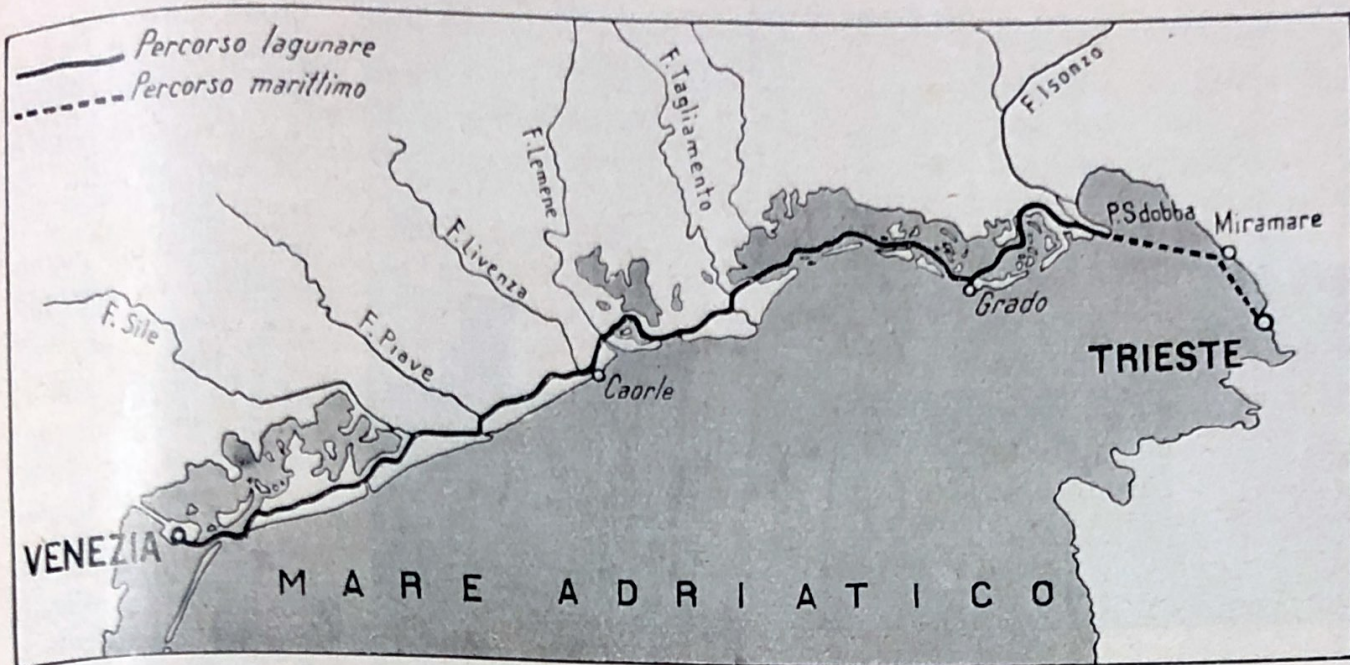 Percorso lagunare
Percorso marittimo
F. Isonzo
F. Tagliamento
F. Lemene
F. Livenza
F. Piave
F. Sile
P. Sdobba
Miramare
Grado
TRIESTE
Caorle
VENEZIA
MARE ADRIATICO